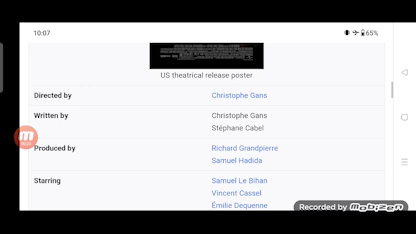 10:07
65%
US theatrical release poster
Directed by
Christophe Gans
Written by
Christophe Gans
Stéphane Cabel
Produced by
Richard Grandpierre
Samuel Hadida
Starring
Samuel Le Bihan
Vincent Cassel
Émilie Dequenne
Recorded by Mobizen